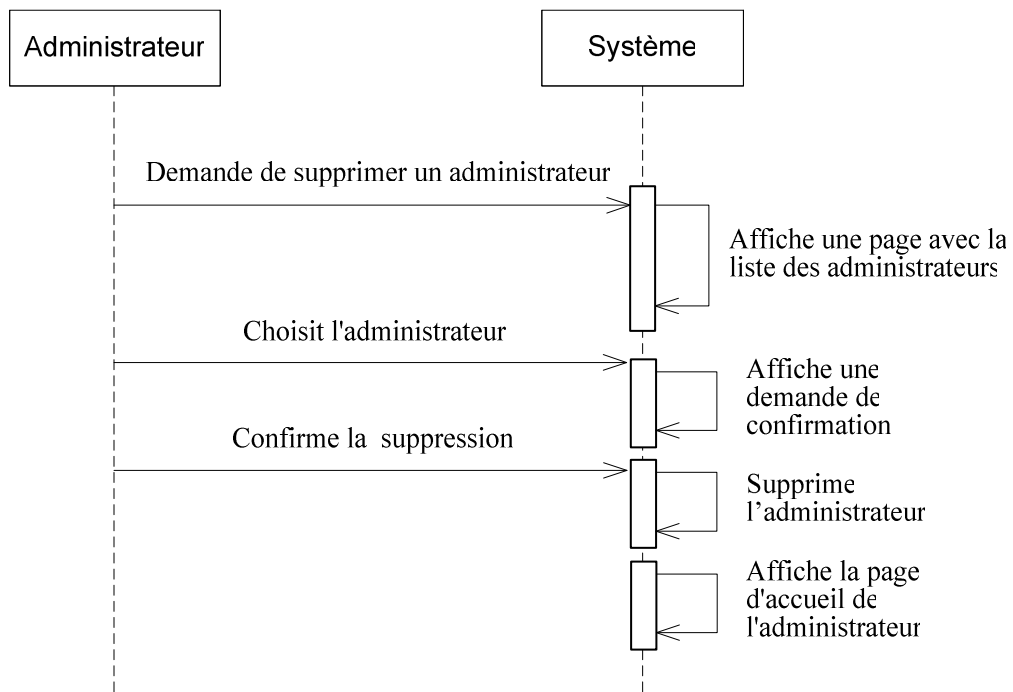 Administrateur
Système
Demande de supprimer un administrateur
Affiche une page avec la
liste des administrateurs
Choisit l'administrateur
Affiche une
demande de
confirmation
Confirme la suppression
Supprime
l’administrateur
Affiche la page
d'accueil de
l'administrateur